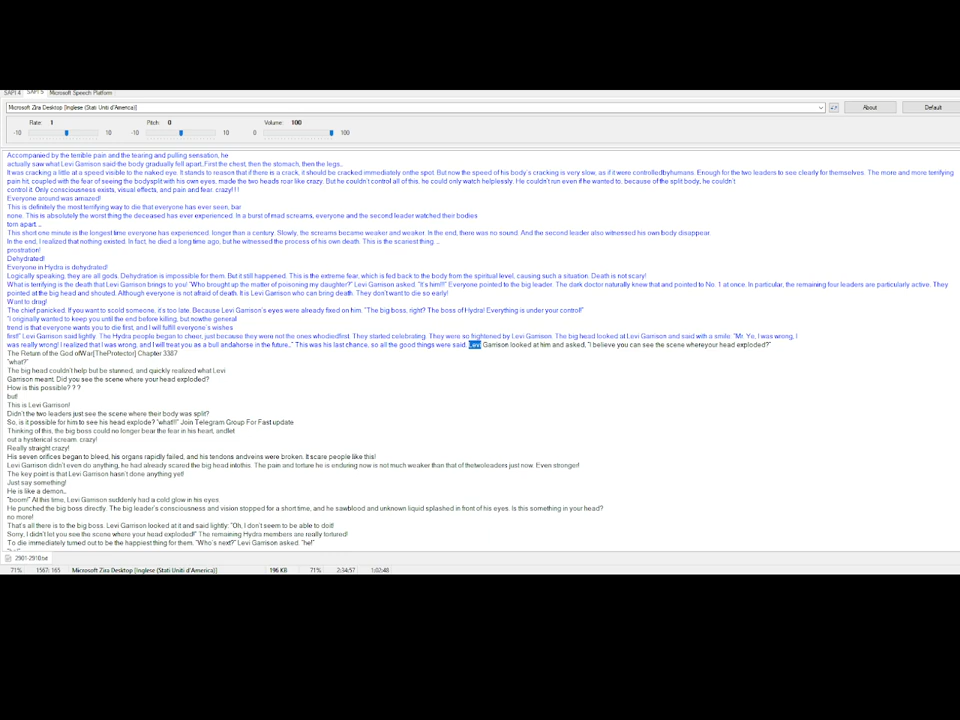 SAPI 4 SAPI 5 Microsoft Speech Platform
Microsoft Zira Desktop [Inglese (Stati Uniti d'America)] About Default
Rate: 1 Pitch: 0 Volume: 100
-10 10 -10 10 0 100
Accompanied by the terrible pain and the tearing and pulling sensation, he
actually saw what Levi Garrison said the body gradually fell apart..First the chest, then the stomach, then the legs..
It was cracking a little at a speed visible to the naked eye. It stands to reason that if there is a crack, it should be cracked immediately onthe spot. But now the speed of his body's cracking is very slow, as if it were controlledbyhumans. Enough for the two leaders to see clearly for themselves. The more and more terrifying
pain hit, coupled with the fear of seeing the bodysplit with his own eyes, made the two heads roar like crazy. But he couldn't control all of this, he could only watch helplessly. He couldn'trun even if he wanted to, because of the split body, he couldn't
control it. Only consciousness exists, visual effects, and pain and fear. crazy!!!
Everyone around was amazed!
This is definitely the most terrifying way to die that everyone has ever seen, bar
none. This is absolutely the worst thing the deceased has ever experienced. In a burst of mad screams, everyone and the second leader watched their bodies
torn apart...
This short one minute is the longest time everyone has experienced. longer than a century. Slowly, the screams became weaker and weaker. In the end, there was no sound. And the second leader also witnessed his own body disappear.
In the end, I realized that nothing existed. In fact, he died a long time ago, but he witnessed the process of his own death. This is the scariest thing...
prostration!
Dehydrated!
Everyone in Hydra is dehydrated!
Logically speaking, they are all gods. Dehydration is impossible for them. But it still happened. This is the extreme fear, which is fed back to the body from the spiritual level, causing such a situation. Death is not scary!
What is terrifying is the death that Levi Garrison brings to you! "Who brought up the matter of poisoning my daughter?" Levi Garrison asked. "It's him!!!" Everyone pointed to the big leader. The dark doctor naturally knew that and pointed to No. 1 at once. In particular, the remaining four leaders are particularly active. They
pointed at the big head and shouted. Although everyone is not afraid of death. It is Levi Garrison who can bring death. They don't want to die so early!
Want to drag!
The chief panicked. If you want to scold someone, it's too late. Because Levi Garrison's eyes were already fixed on him. "The big boss, right? The boss of Hydra! Everything is under your control!"
"I originally wanted to keep you until the end before killing, but nowthe general
trend is that everyone wants you to die first, and I will fulfill everyone's wishes
first!" Levi Garrison said lightly. The Hydra people began to cheer, just because they were not the ones whodiedfirst. They started celebrating. They were so frightened by Levi Garrison. The big head looked at Levi Garrison and said with a smile, "Mr. Ye, I was wrong, I
was really wrong! I realized that I was wrong, and I will treat you as a bull andahorse in the future..." This was his last chance, so all the good things were said. Levi Garrison looked at him and asked, "I believe you can see the scene whereyour head exploded?"
The Return of the God ofWar[TheProtector] Chapter 3387
"what?"
The big head couldn't help but be stunned, and quickly realized what Levi
Garrison meant. Did you see the scene where your head exploded?
How is this possible? ? ?
but!
This is Levi Garrison!
Didn't the two leaders just see the scene where their body was split?
So, is it possible for him to see his head explode? "what!!" Join Telegram Group For Fast update
Thinking of this, the big boss could no longer bear the fear in his heart, andlet
out a hysterical scream. crazy!
Really straight crazy!
His seven orifices began to bleed, his organs rapidly failed, and his tendons andveins were broken. It scare people like this!
Levi Garrison didn't even do anything, he had already scared the big head intothis. The pain and torture he is enduring now is not much weaker than that of thetwoleaders just now. Even stronger!
The key point is that Levi Garrison hasn't done anything yet!
Just say something!
He is like a demon..
"boom!" At this time, Levi Garrison suddenly had a cold glow in his eyes
He punched the big boss directly. The big leader's consciousness and vision stopped for a short time, and he sawblood and unknown liquid splashed in front of his eyes. Is this something in your head?
no more!
That's all there is to the big boss. Levi Garrison looked at it and said lightly: "Oh, I don't seem to be able to doit!
Sorry, I didn't let you see the scene where your head exploded!" The remaining Hydra members are really tortured!
To die immediately turned out to be the happiest thing for them. "Who's next?" Levi Garrison asked. "he!"
"he!"
2901-2910.txt
71% 1567: 165 Microsoft Zira Desktop [Inglese (Stati Uniti d'America)] 196 KB 71% 2:34:57 1:02:48